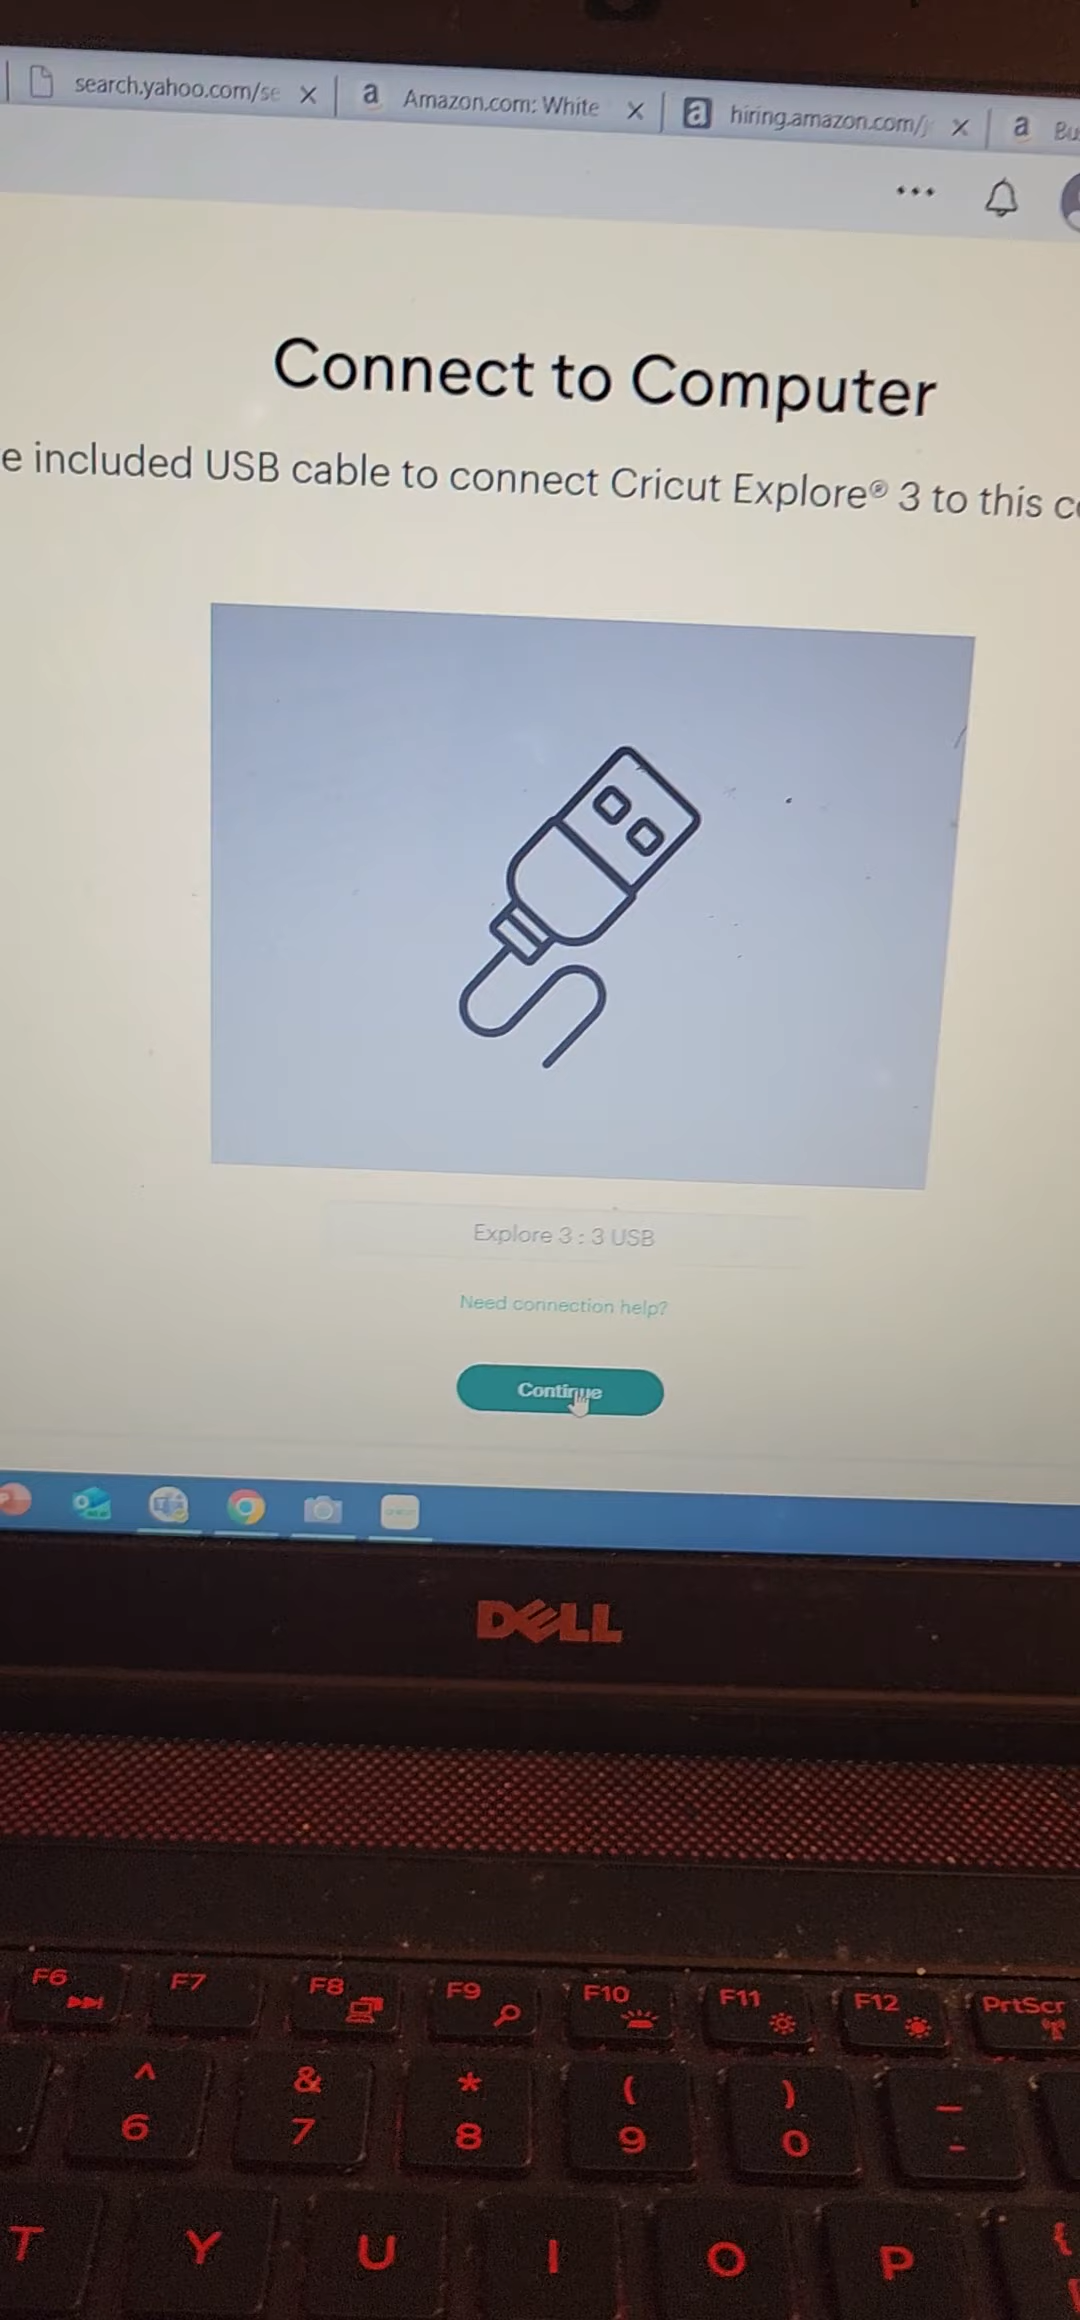 search.yahoo.com/se
Amazon.com: White
hiring.amazon.com/j
Bu
Connect to Computer
e included USB cable to connect Cricut Explore® 3 to this c
Explore 3 : 3 USB
Need connection help?
Continue
DELL
F6 F7 F8 F9 F10 F11 F12 PrtScr
^ & * ( ) _
6 7 8 9 0 -
T Y U I O P {